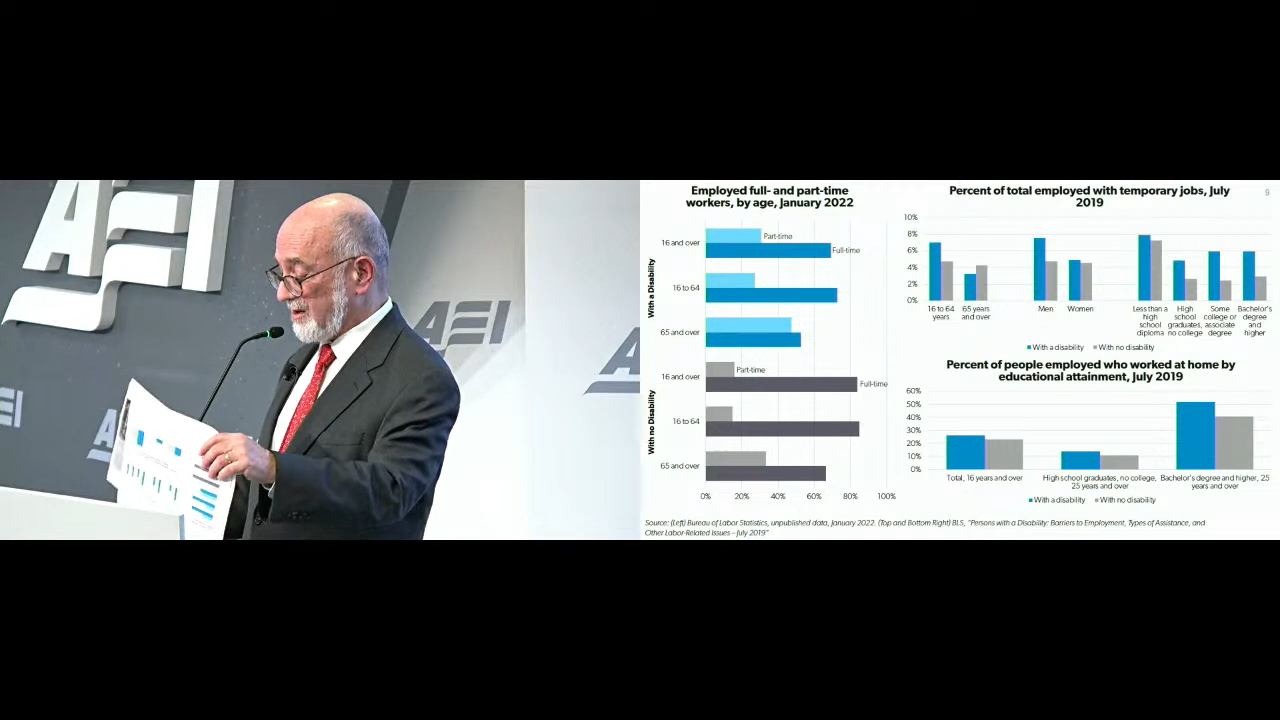 AEI
AEI
Employed full- and part-time
workers, by age, January 2022
With a Disability
16 and over
Part-time
Full-time
16 to 64
65 and over
With no Disability
16 and over
Part-time
Full-time
16 to 64
65 and over
0% 20% 40% 60% 80% 100%
Percent of total employed with temporary jobs, July
2019
9
10%
8%
6%
4%
2%
0%
16 to 64
years
65 years
and over
Men
Women
Less than a
high
school
diploma
High
school
graduates,
no college
Some
college or
associate
degree
Bachelor's
degree
and
higher
With a disability With no disability
Percent of people employed who worked at home by
educational attainment, July 2019
60%
50%
40%
30%
20%
10%
0%
Total, 16 years and over
High school graduates, no college,
25 years and over
Bachelor's degree and higher, 25
years and over
With a disability With no disability
Source: (Left) Bureau of Labor Statistics, unpublished data, January 2022. (Top and Bottom Right) BLS, "Persons with a Disability: Barriers to Employment, Types of Assistance, and
Other Labor-Related Issues – July 2019"